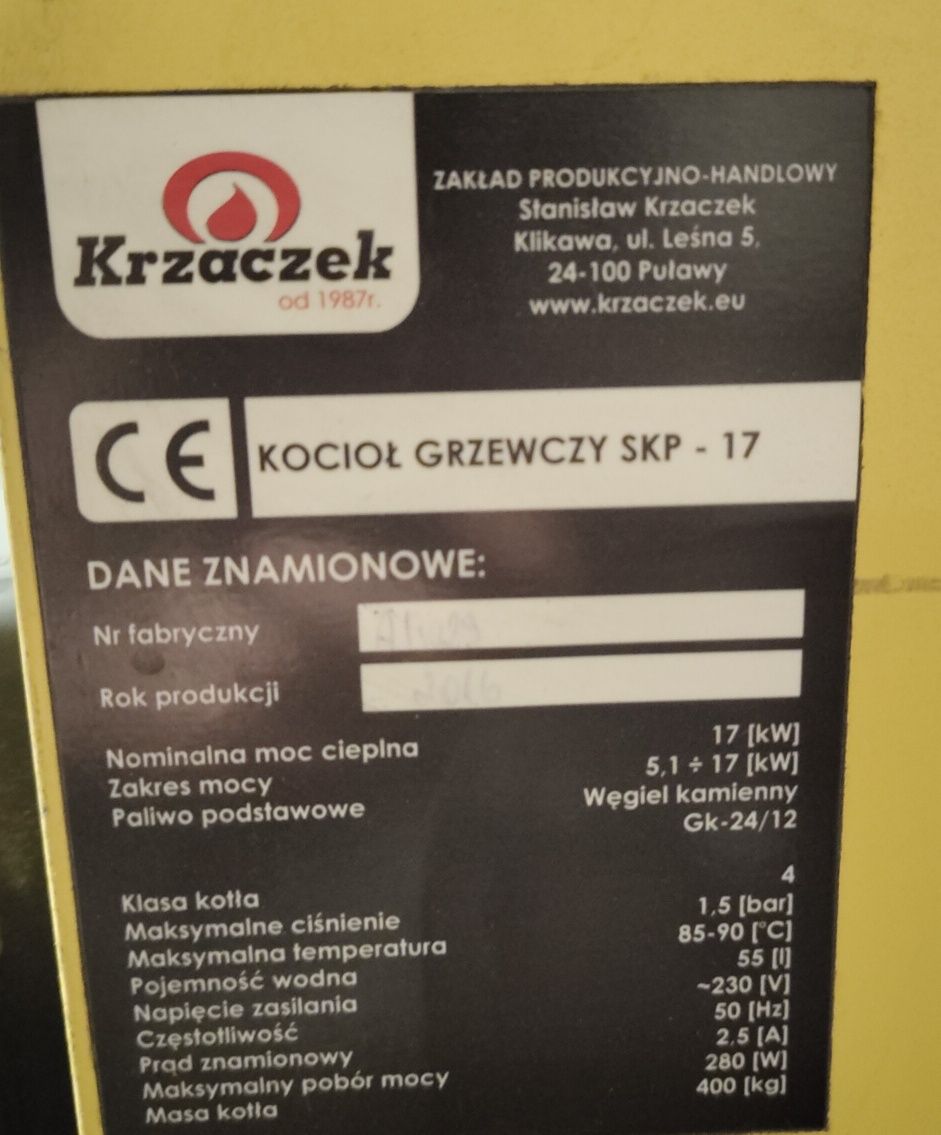 Krzaczek
od 1987r.
ZAKŁAD PRODUKCYJNO-HANDLOWY
Stanisław Krzaczek
Klikawa, ul. Leśna 5,
24-100 Puławy
www.krzaczek.eu
CE KOCIOŁ GRZEWCZY SKP - 17
DANE ZNAMIONOWE:
Nr fabryczny
Rok produkcji 2016
Nominalna moc cieplna 17 [kW]
Zakres mocy 5,1 ÷ 17 [kW]
Paliwo podstawowe Węgiel kamienny
Gk-24/12
Klasa kotła 4
Maksymalne ciśnienie 1,5 [bar]
Maksymalna temperatura 85-90 [°C]
Pojemność wodna 55 [l]
Napięcie zasilania ~230 [V]
Częstotliwość 50 [Hz]
Prąd znamionowy 2,5 [A]
Maksymalny pobór mocy 280 [W]
Masa kotła 400 [kg]